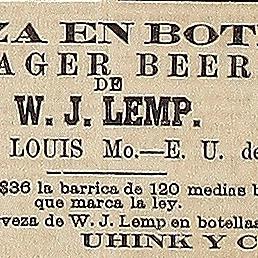 ZA EN BOT
AGER BEER
DE
W. J. LEMP.
LOUIS Mo.—E. U. de
$36 la barrica de 120 medias b
que marca la ley.
rveza de W. J. Lemp en botellas
UHINK Y C